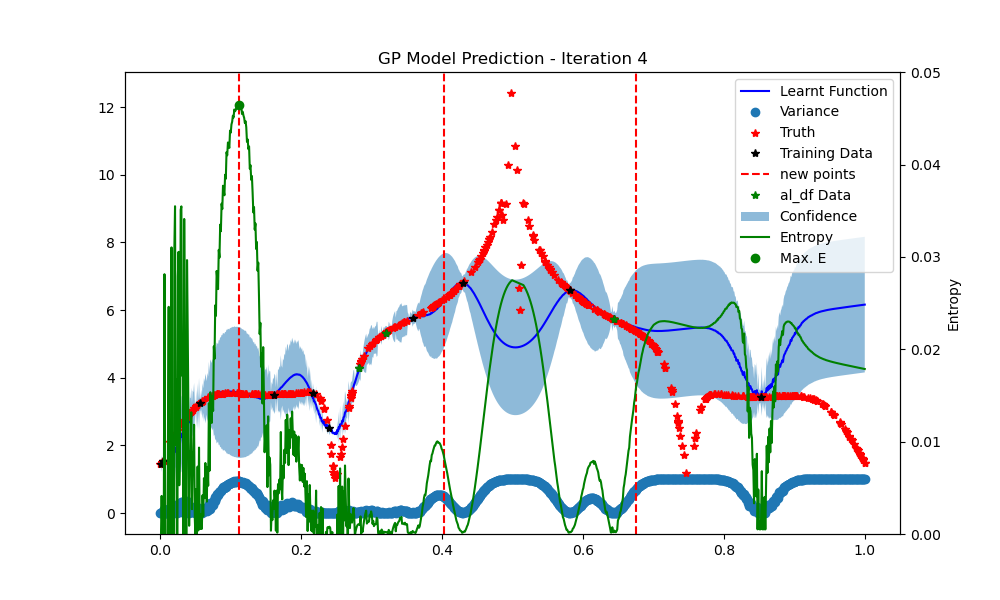 GP Model Prediction - Iteration 4
12
10
8
6
4
2
0
0.0
0.2
0.4
0.6
0.8
1.0
0.05
0.04
0.03
0.02
0.01
0.00
Entropy
Learnt Function
Variance
Truth
Training Data
new points
al_df Data
Confidence
Entropy
Max. E